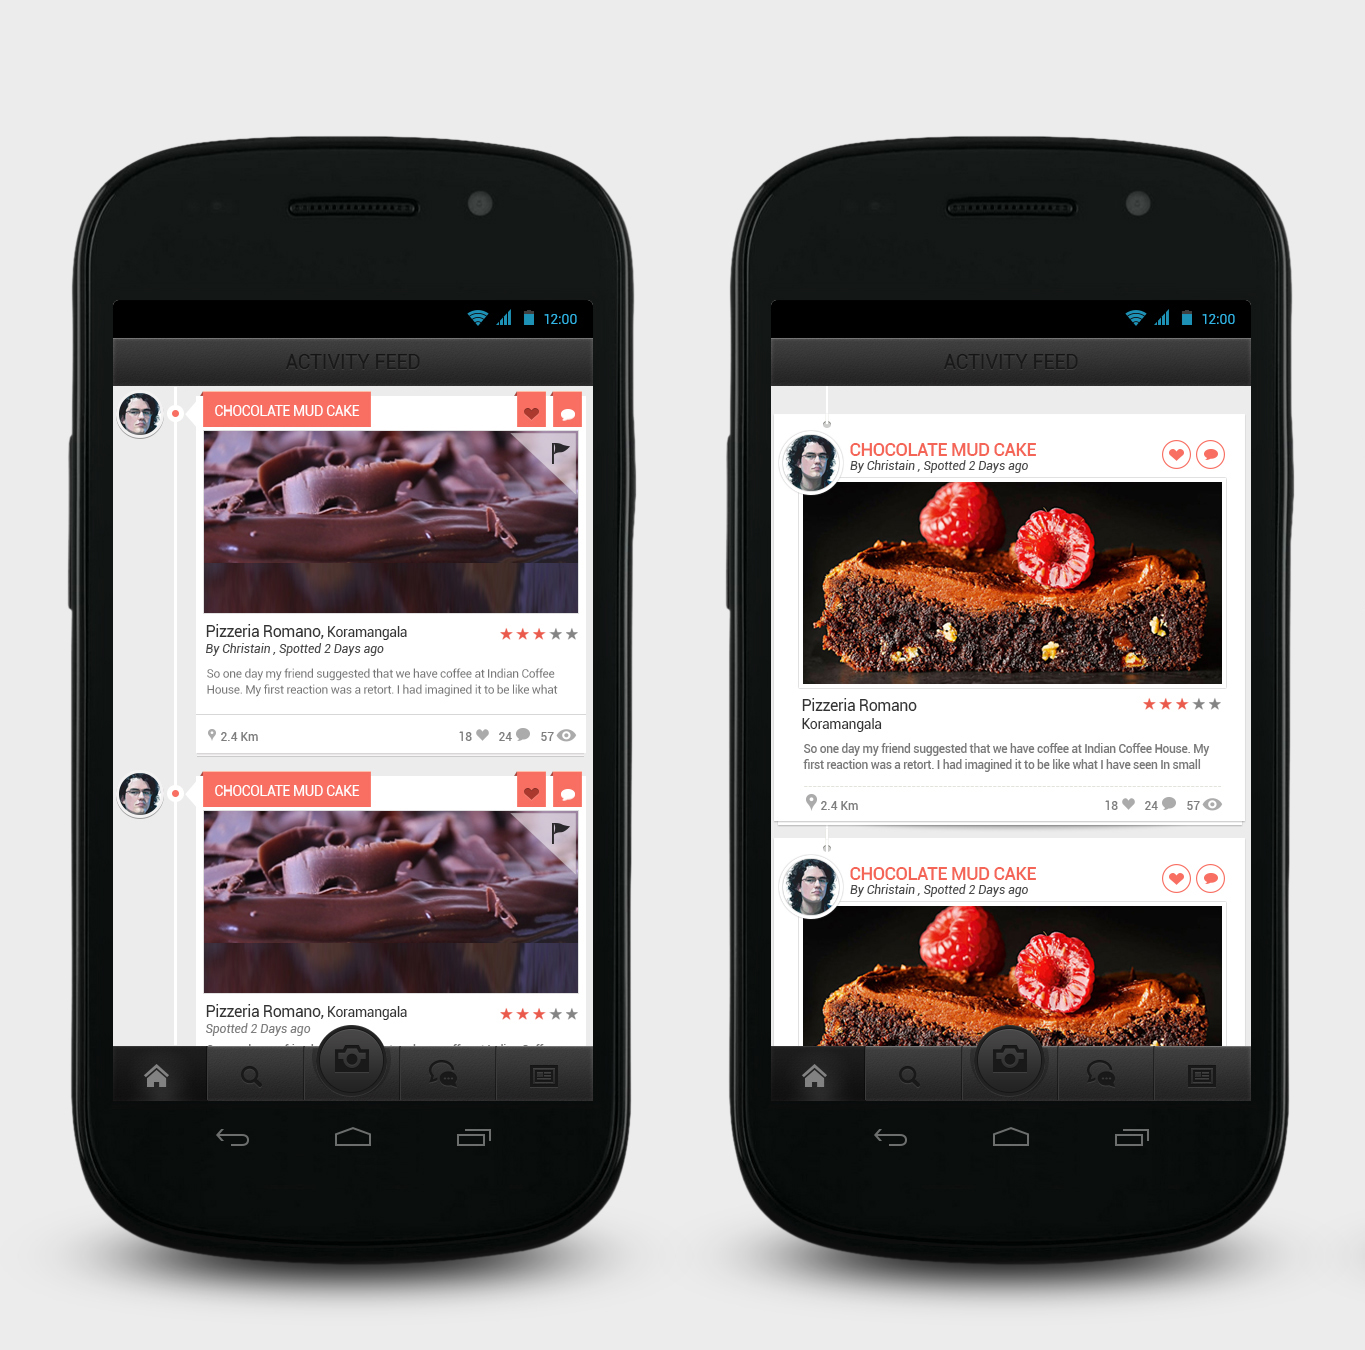 12:00
ACTIVITY FEED
CHOCOLATE MUD CAKE
Pizzeria Romano, Koramangala
By Christain , Spotted 2 Days ago
So one day my friend suggested that we have coffee at Indian Coffee
House. My first reaction was a retort. I had imagined it to be like what
2.4 Km 18 24 57
CHOCOLATE MUD CAKE
Pizzeria Romano, Koramangala
Spotted 2 Days ago
12:00
ACTIVITY FEED
CHOCOLATE MUD CAKE
By Christain , Spotted 2 Days ago
Pizzeria Romano
Koramangala
So one day my friend suggested that we have coffee at Indian Coffee House. My
first reaction was a retort. I had imagined it to be like what I have seen In small
2.4 Km 18 24 57
CHOCOLATE MUD CAKE
By Christain , Spotted 2 Days ago